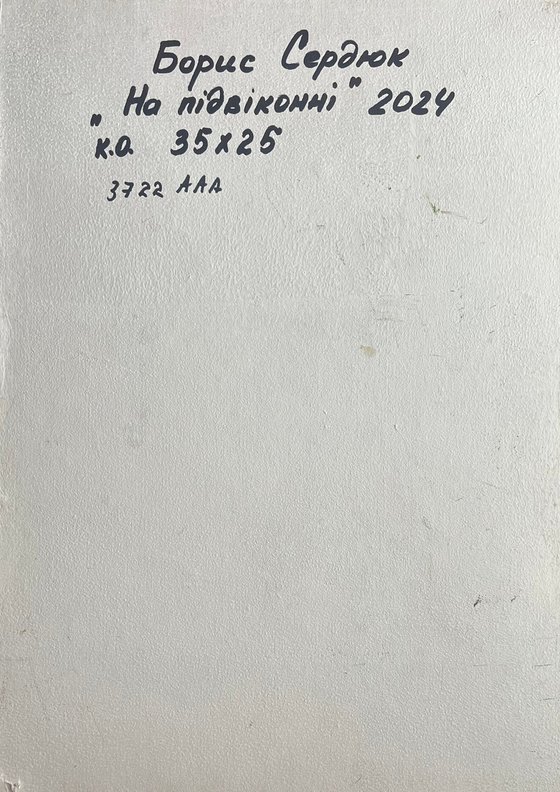 Борис Сердюк
„На підвіконні" 2024
к.о. 35х25
3722 ААА